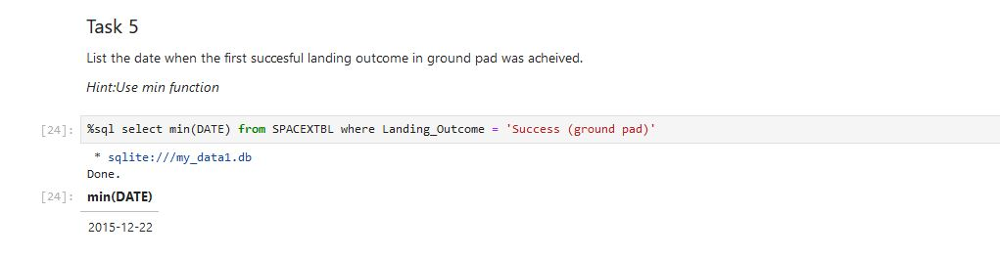 Task 5
List the date when the first succesful landing outcome in ground pad was acheived.
Hint:Use min function
[24]: %sql select min(DATE) from SPACEXTBL where Landing_Outcome = 'Success (ground pad)'
* sqlite:///my_data1.db
Done.
[24]: min(DATE)
2015-12-22